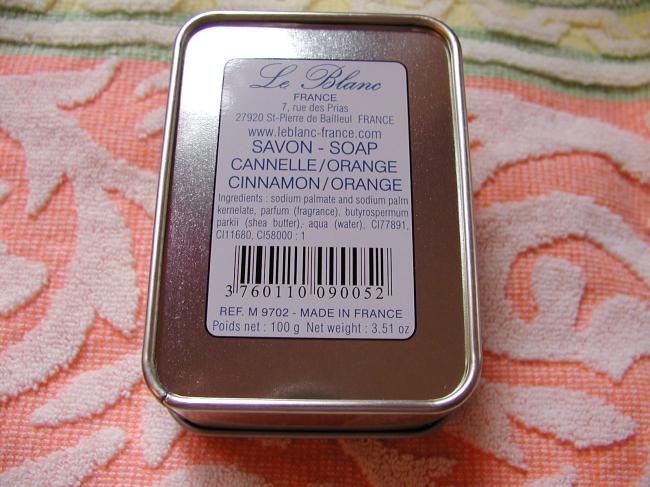 Le Blanc
FRANCE
7, rue des Prias
27920 St-Pierre de Bailleul FRANCE
www.leblanc-france.com
SAVON - SOAP
CANNELLE/ORANGE
CINNAMON/ORANGE
Ingredients : sodium palmate and sodium palm
kernelate, parfum (fragrance), butyrospermum
parkii (shea butter), aqua (water), CI77891,
CI11680, CI58000 : 1
3 760110 090052
REF. M 9702 - MADE IN FRANCE
Poids net : 100 g Net weight : 3.51 oz